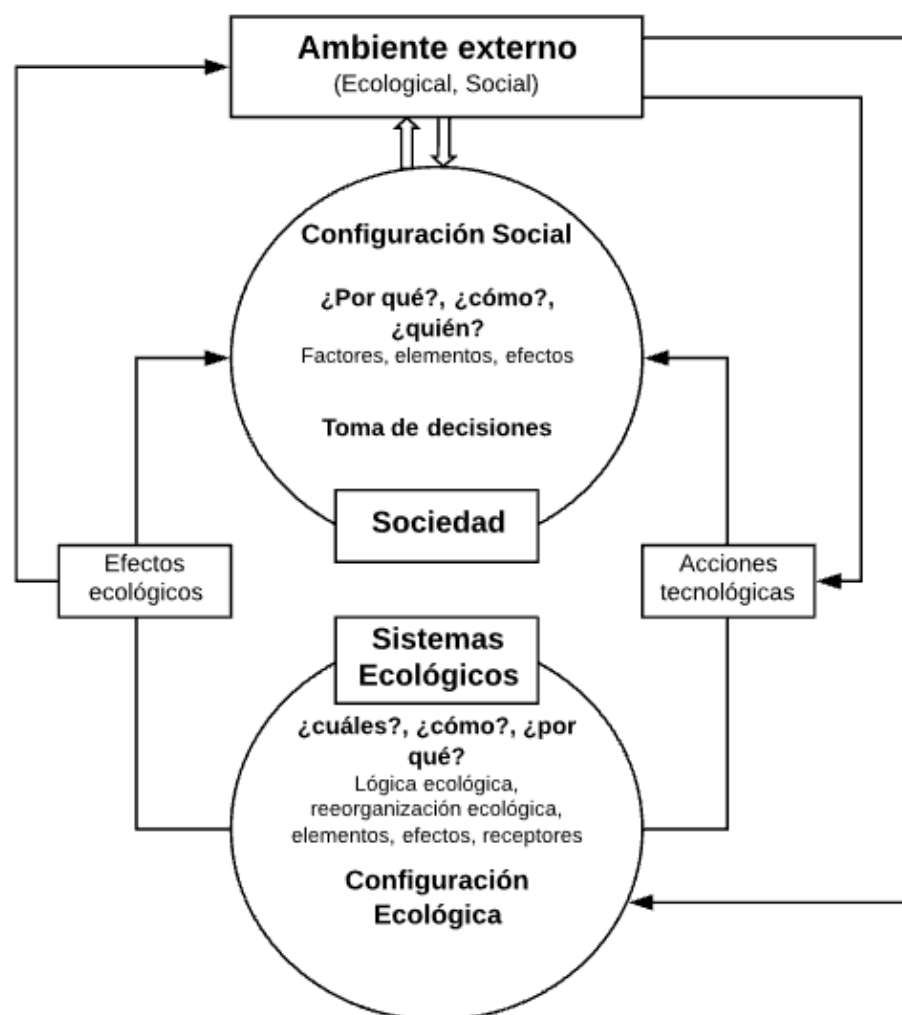 Ambiente externo
(Ecological, Social)
Configuración Social
¿Por qué?, ¿cómo?,
¿quién?
Factores, elementos, efectos
Toma de decisiones
Sociedad
Efectos
ecológicos
Acciones
tecnológicas
Sistemas
Ecológicos
¿cuáles?, ¿cómo?, ¿por
qué?
Lógica ecológica,
reeorganización ecológica,
elementos, efectos, receptores
Configuración
Ecológica